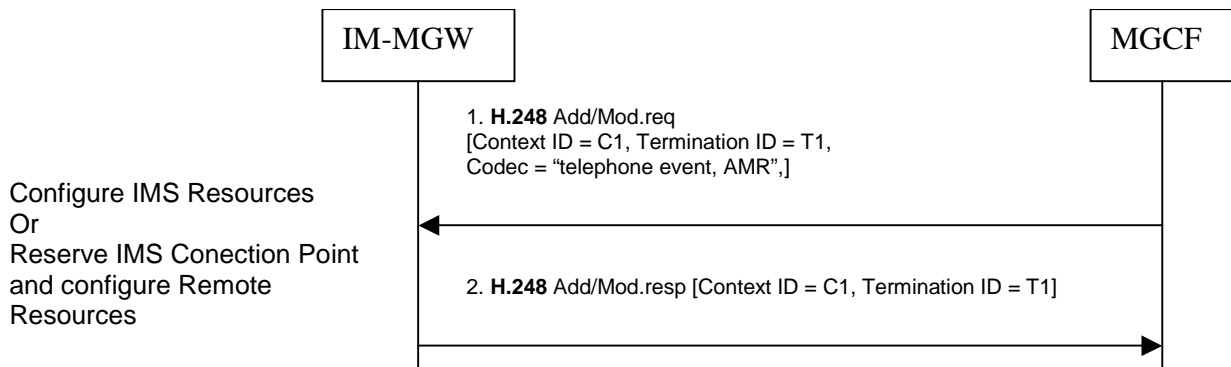 IM-MGW
MGCF
1. H.248 Add/Mod.req
[Context ID = C1, Termination ID = T1,
Codec = “telephone event, AMR”,]
Configure IMS Resources
Or
Reserve IMS Conection Point
and configure Remote
Resources
2. H.248 Add/Mod.resp [Context ID = C1, Termination ID = T1]